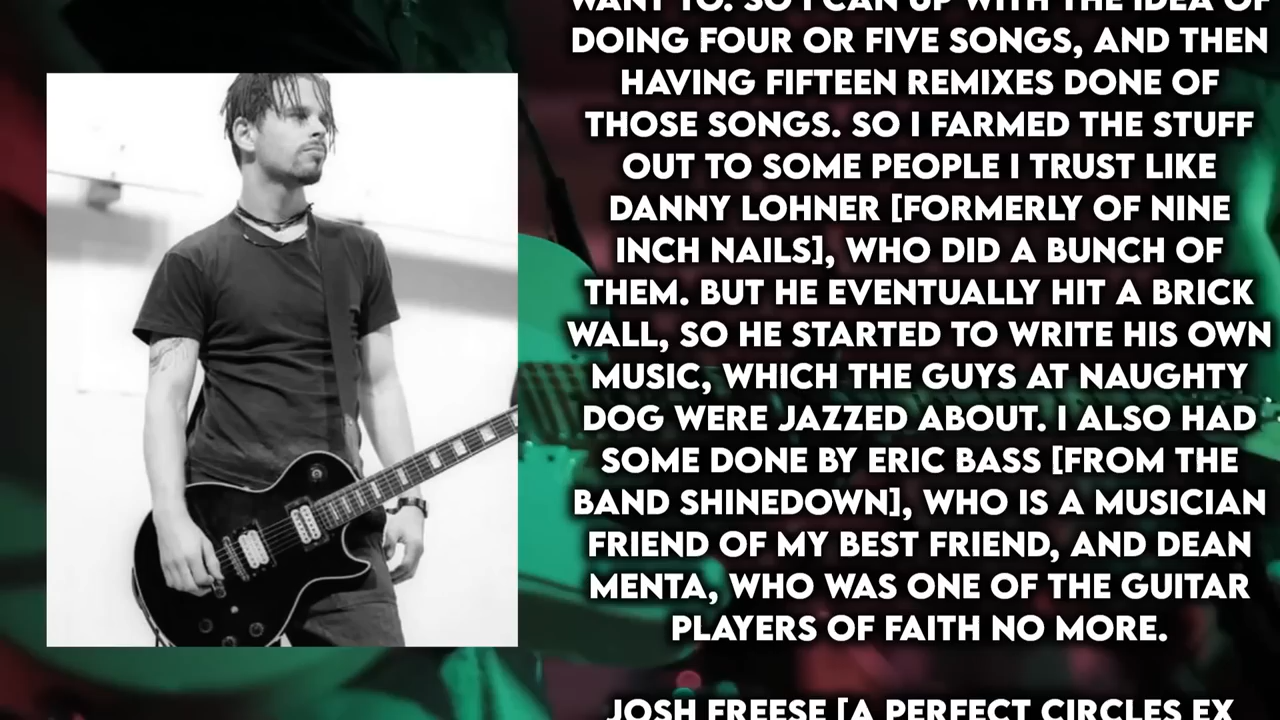 WANT TO. SO I CAN UP WITH THE IDEA OF
DOING FOUR OR FIVE SONGS, AND THEN
HAVING FIFTEEN REMIXES DONE OF
THOSE SONGS. SO I FARMED THE STUFF
OUT TO SOME PEOPLE I TRUST LIKE
DANNY LOHNER [FORMERLY OF NINE
INCH NAILS], WHO DID A BUNCH OF
THEM. BUT HE EVENTUALLY HIT A BRICK
WALL, SO HE STARTED TO WRITE HIS OWN
MUSIC, WHICH THE GUYS AT NAUGHTY
DOG WERE JAZZED ABOUT. I ALSO HAD
SOME DONE BY ERIC BASS [FROM THE
BAND SHINEDOWN], WHO IS A MUSICIAN
FRIEND OF MY BEST FRIEND, AND DEAN
MENTA, WHO WAS ONE OF THE GUITAR
PLAYERS OF FAITH NO MORE.
JOSH FREESE [A PERFECT CIRCLES EX